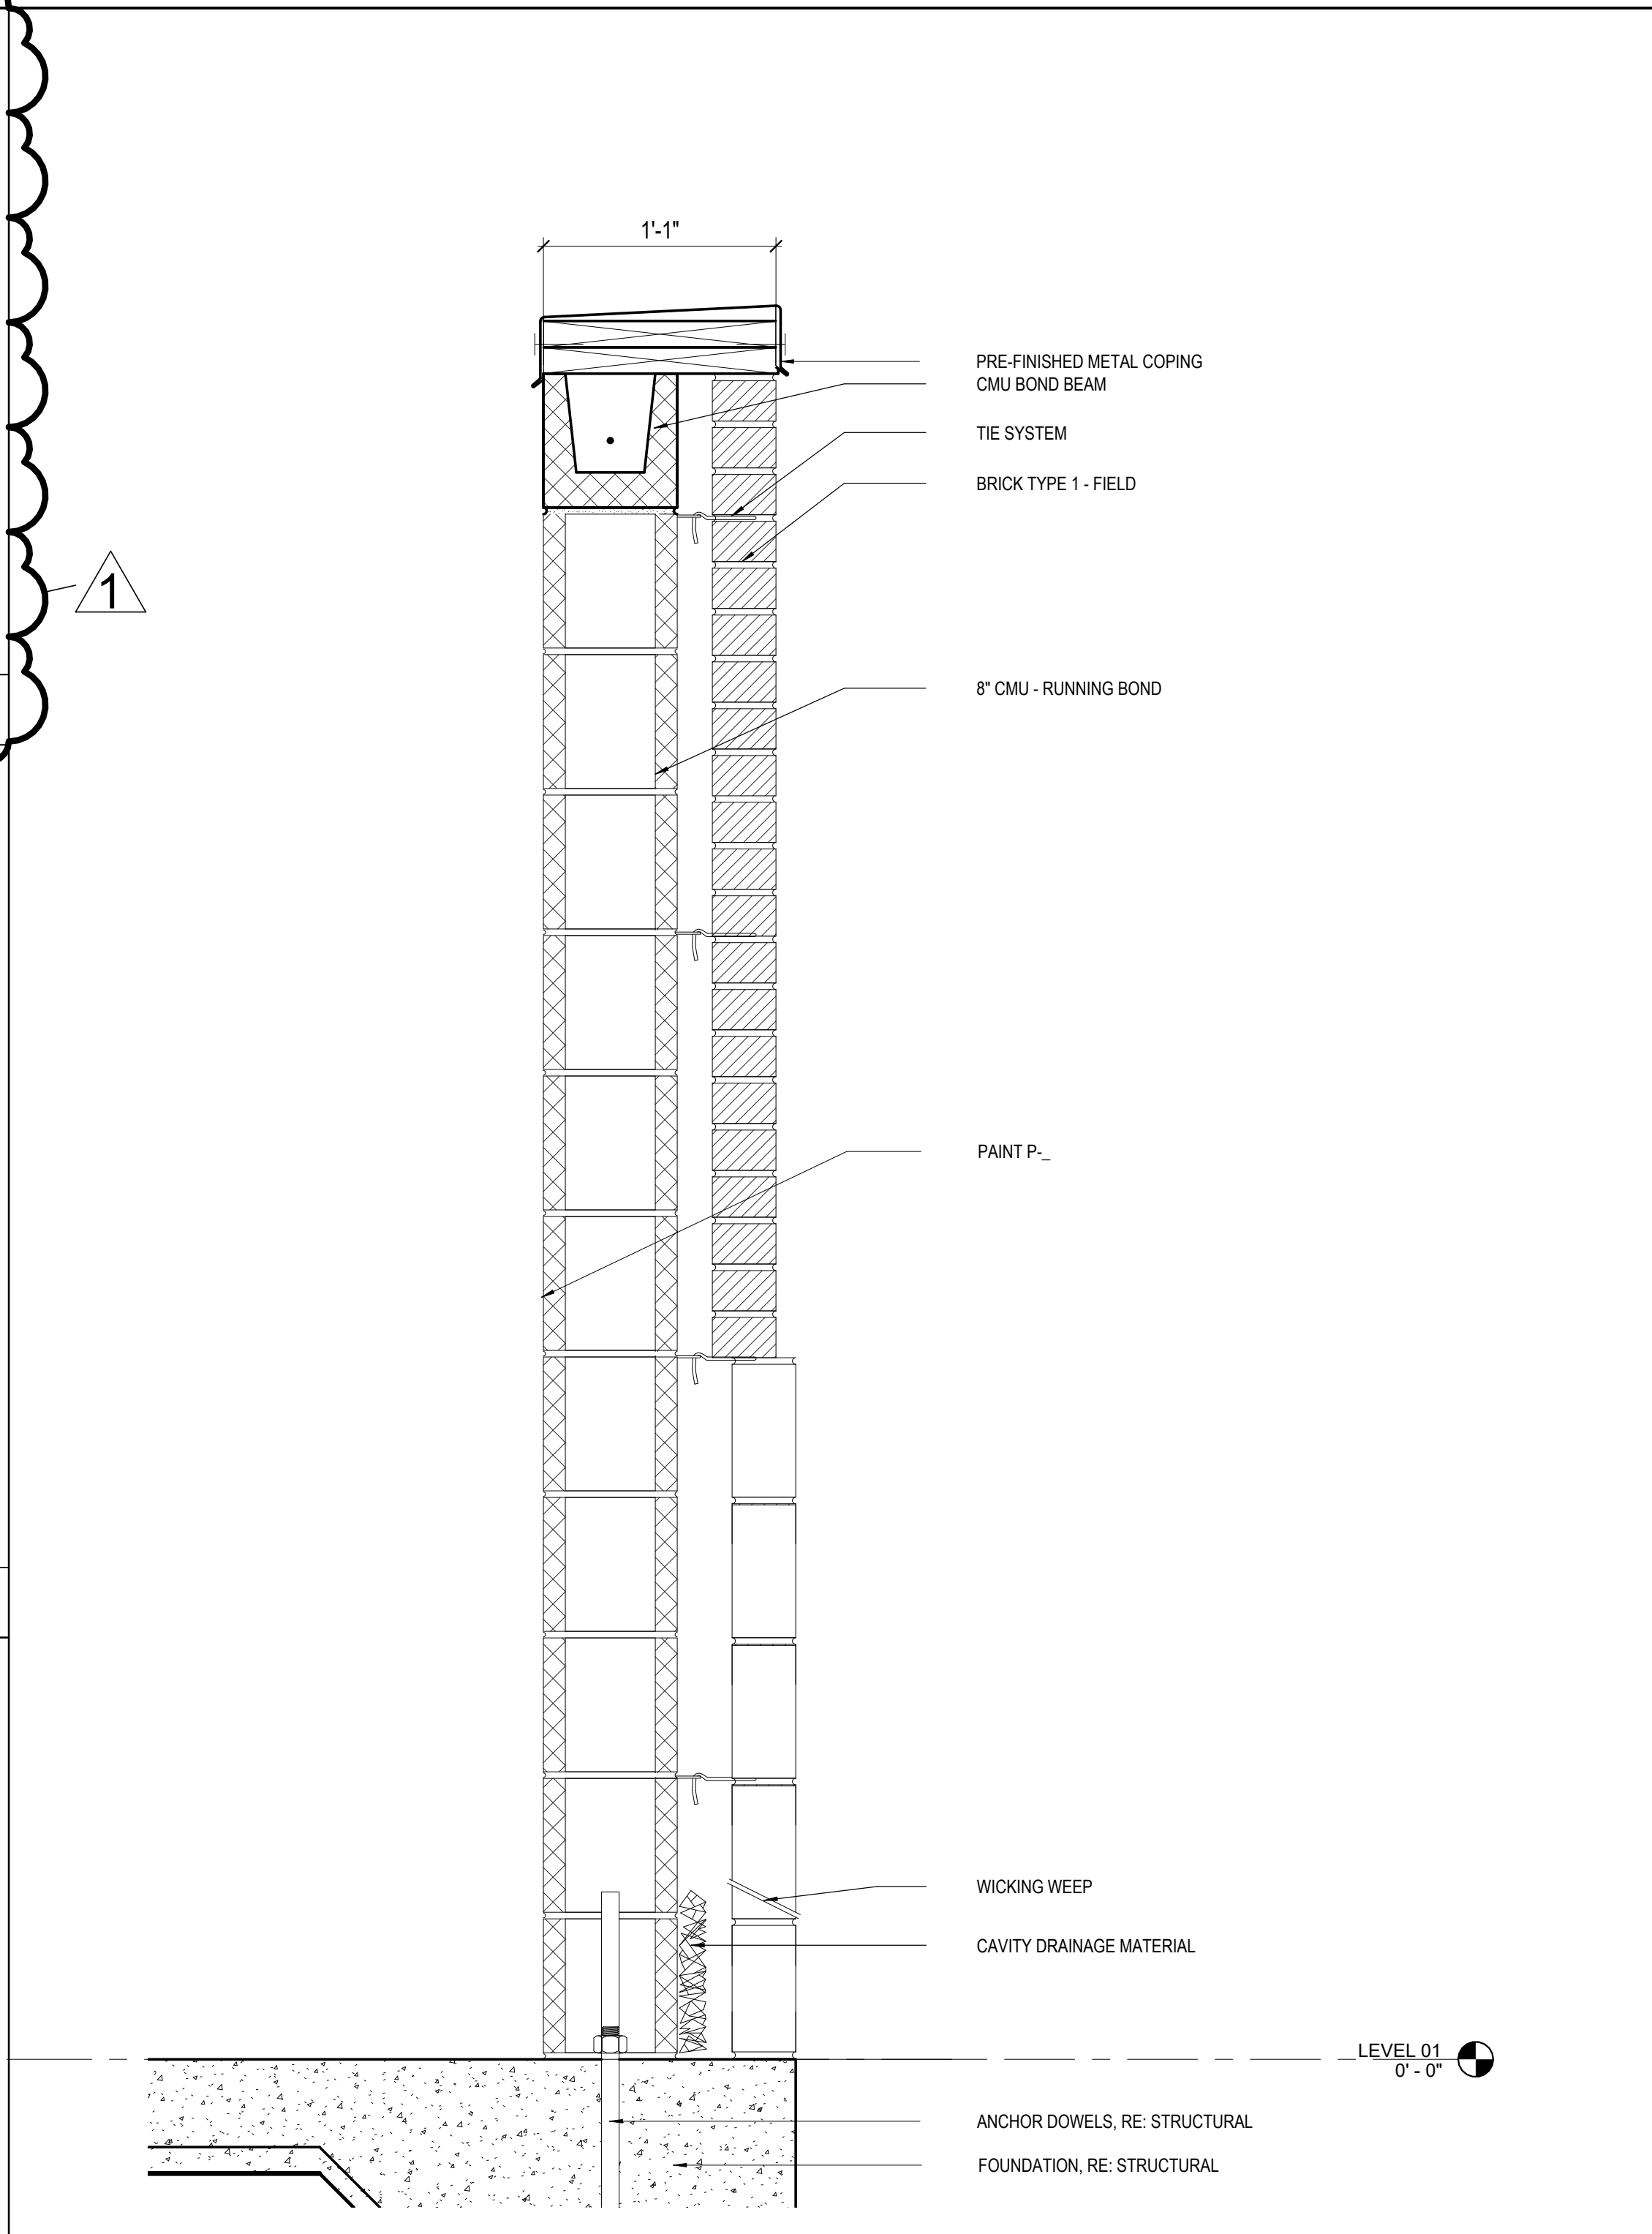 1'-1"
PRE-FINISHED METAL COPING
CMU BOND BEAM
TIE SYSTEM
BRICK TYPE 1 - FIELD
1
8" CMU - RUNNING BOND
PAINT P-_
WICKING WEEP
CAVITY DRAINAGE MATERIAL
LEVEL 01
0' - 0"
ANCHOR DOWELS, RE: STRUCTURAL
FOUNDATION, RE: STRUCTURAL